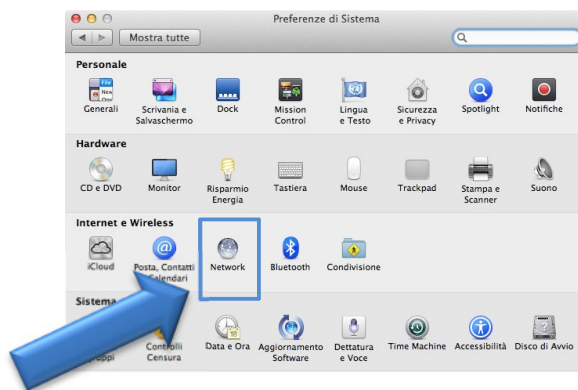 Preferenze di Sistema
Mostra tutte
Personale
Generali Scrivania e Salvaschermo Dock Mission Control Lingua e Testo Sicurezza e Privacy Spotlight Notifiche
Hardware
CD e DVD Monitor Risparmio Energia Tastiera Mouse Trackpad Stampa e Scanner Suono
Internet e Wireless
iCloud Posta, Contatti e Calendari Network Bluetooth Condivisione
Sistema
Controlli Censura Data e Ora Aggiornamento Software Dettatura e Voce Time Machine Accessibilità Disco di Avvio